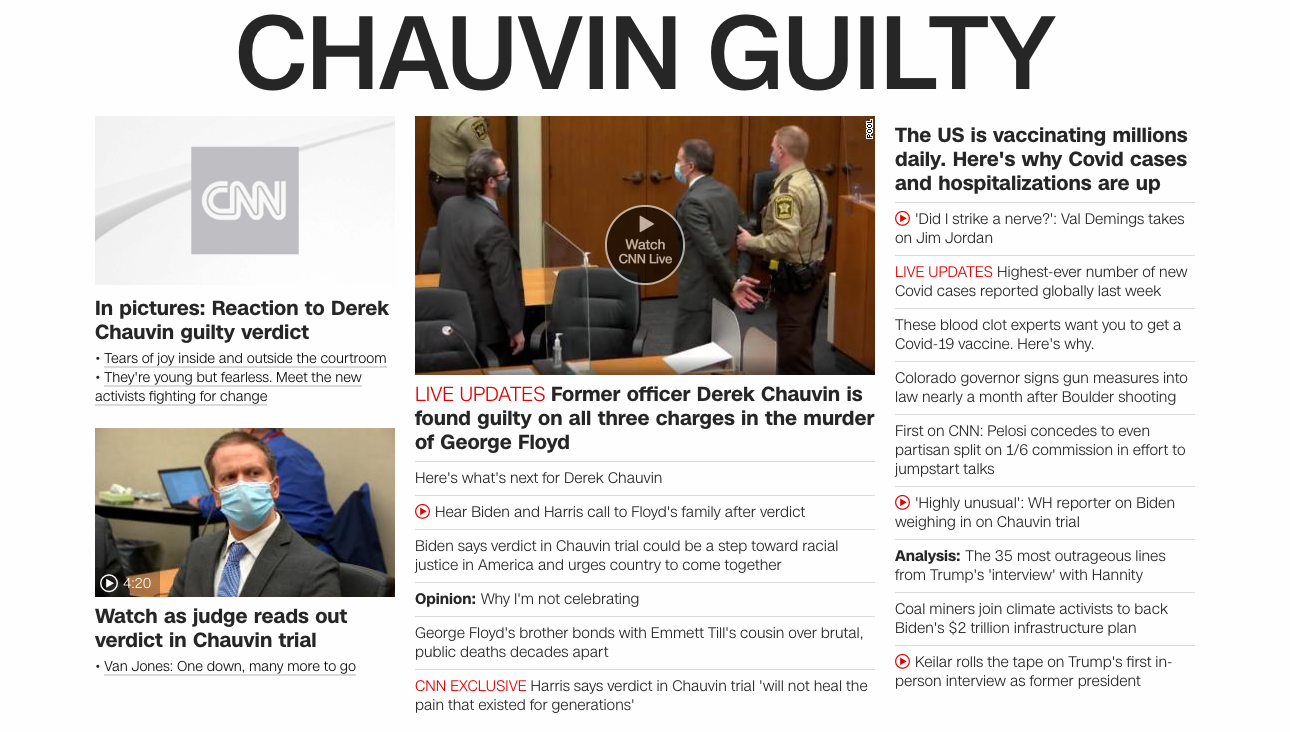 CHAUVIN GUILTY
CNN
In pictures: Reaction to Derek
Chauvin guilty verdict
• Tears of joy inside and outside the courtroom
• They're young but fearless. Meet the new
activists fighting for change
4:20
Watch as judge reads out
verdict in Chauvin trial
• Van Jones: One down, many more to go
POOL
Watch
CNN Live
LIVE UPDATES Former officer Derek Chauvin is
found guilty on all three charges in the murder
of George Floyd
Here's what's next for Derek Chauvin
Hear Biden and Harris call to Floyd's family after verdict
Biden says verdict in Chauvin trial could be a step toward racial
justice in America and urges country to come together
Opinion: Why I'm not celebrating
George Floyd's brother bonds with Emmett Till's cousin over brutal,
public deaths decades apart
CNN EXCLUSIVE Harris says verdict in Chauvin trial 'will not heal the
pain that existed for generations'
The US is vaccinating millions
daily. Here's why Covid cases
and hospitalizations are up
'Did I strike a nerve?': Val Demings takes
on Jim Jordan
LIVE UPDATES Highest-ever number of new
Covid cases reported globally last week
These blood clot experts want you to get a
Covid-19 vaccine. Here's why.
Colorado governor signs gun measures into
law nearly a month after Boulder shooting
First on CNN: Pelosi concedes to even
partisan split on 1/6 commission in effort to
jumpstart talks
'Highly unusual': WH reporter on Biden
weighing in on Chauvin trial
Analysis: The 35 most outrageous lines
from Trump's 'interview' with Hannity
Coal miners join climate activists to back
Biden's $2 trillion infrastructure plan
Keilar rolls the tape on Trump's first in-
person interview as former president